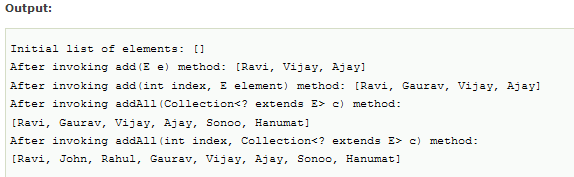 Output:
Initial list of elements: []
After invoking add(E e) method: [Ravi, Vijay, Ajay]
After invoking add(int index, E element) method: [Ravi, Gaurav, Vijay, Ajay]
After invoking addAll(Collection<? extends E> c) method:
[Ravi, Gaurav, Vijay, Ajay, Sonoo, Hanumat]
After invoking addAll(int index, Collection<? extends E> c) method:
[Ravi, John, Rahul, Gaurav, Vijay, Ajay, Sonoo, Hanumat]